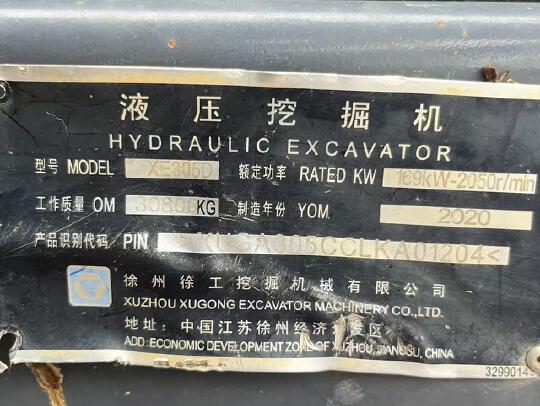 液压挖掘机
HYDRAULIC EXCAVATOR
型号 MODEL XE305D 额定功率 RATED KW 169kW-2050r/min
工作质量 OM KG 制造年份 YOM 2020
产品识别代码 PIN
徐州徐工挖掘机械有限公司
XUZHOU XUGONG EXCAVATOR MACHINERY CO.,LTD.
地址: 中国江苏徐州经济开发区
ADD:ECONOMIC DEVELOPMENT ZONE OF XUZHOU, JIANGSU, CHINA